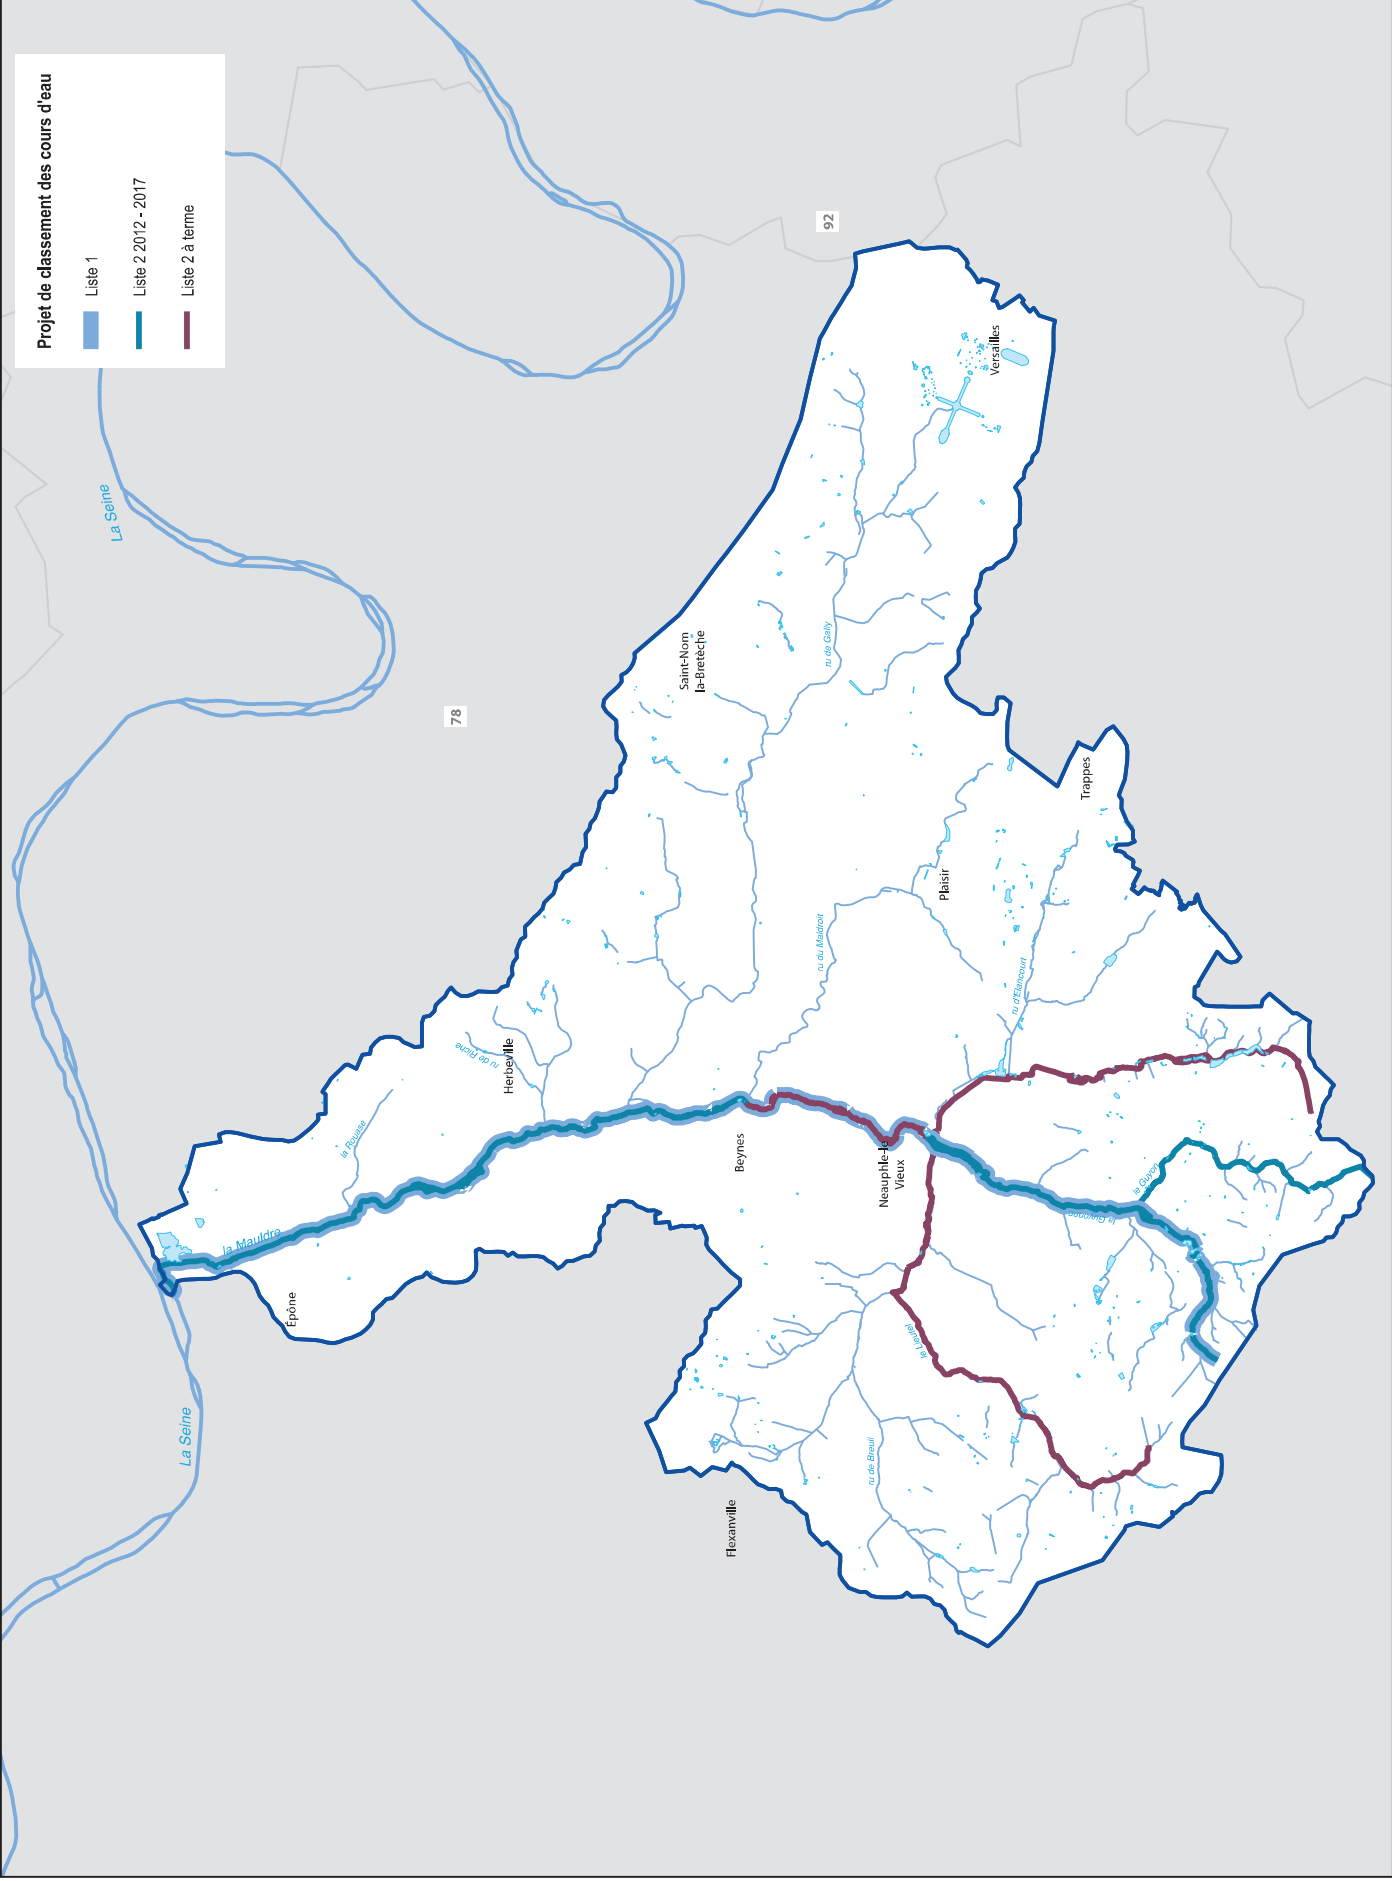 Projet de classement des cours d'eau
Liste 1
Liste 2 2012 - 2017
Liste 2 à terme
La Seine
La Seine
78
92
Versailles
Saint-Nom
la-Bretèche
ru de Gally
Trappes
Plaisir
ru du Maldroit
ru d'Elancourt
Herbeville
ru de Riche
la Rouase
Beynes
Neauphle-le
Vieux
la Mauldre
Épône
le Guyon
la Guyonne
le Lieutel
ru de Breuil
Flexanville